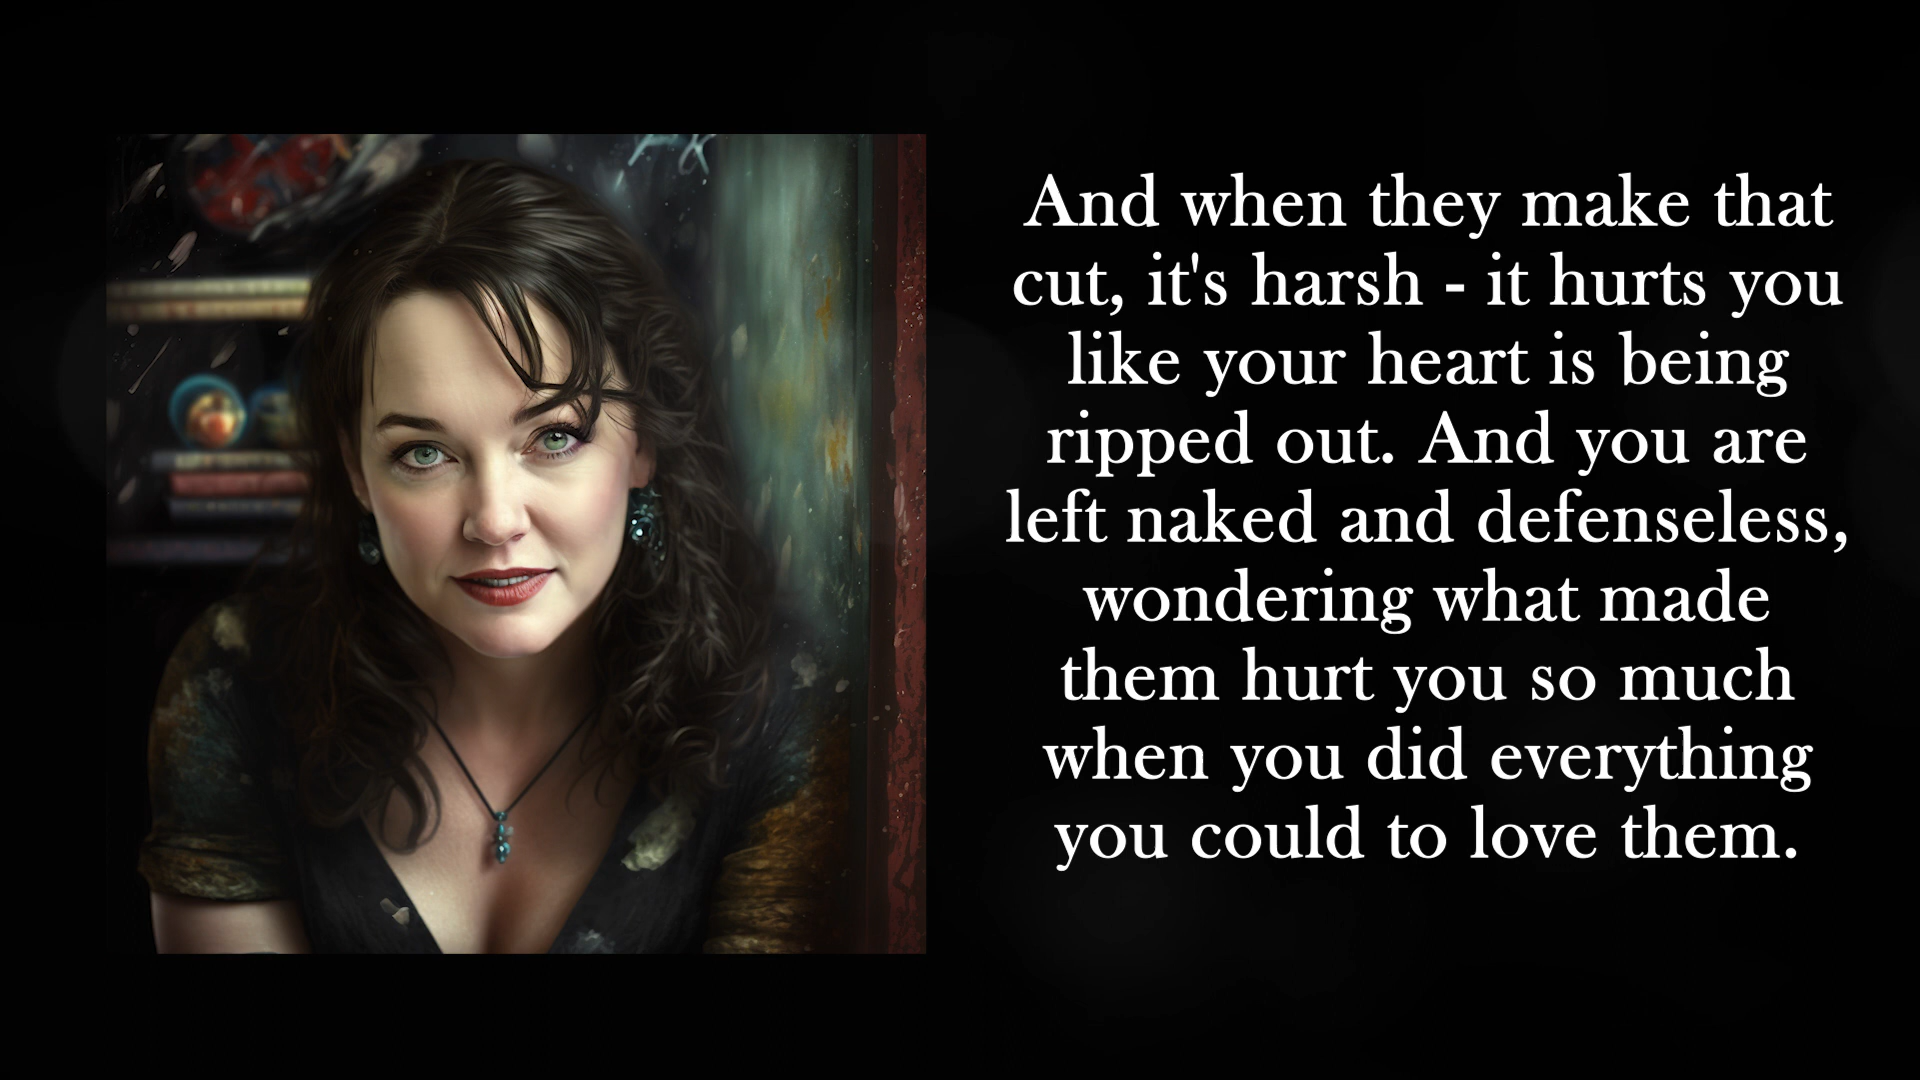 And when they make that
cut, it's harsh - it hurts you
like your heart is being
ripped out. And you are
left naked and defenseless,
wondering what made
them hurt you so much
when you did everything
you could to love them.